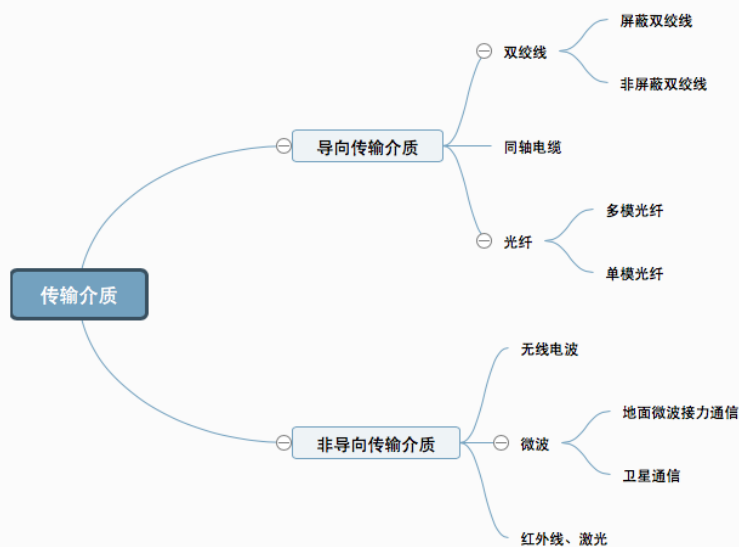 传输介质
导向传输介质
双绞线
屏蔽双绞线
非屏蔽双绞线
同轴电缆
光纤
多模光纤
单模光纤
非导向传输介质
无线电波
微波
地面微波接力通信
卫星通信
红外线、激光